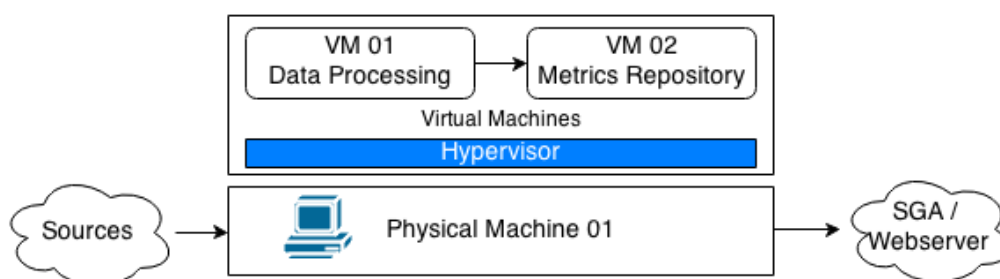 VM 01
Data Processing
VM 02
Metrics Repository
Virtual Machines
Hypervisor
Sources
Physical Machine 01
SGA /
Webserver